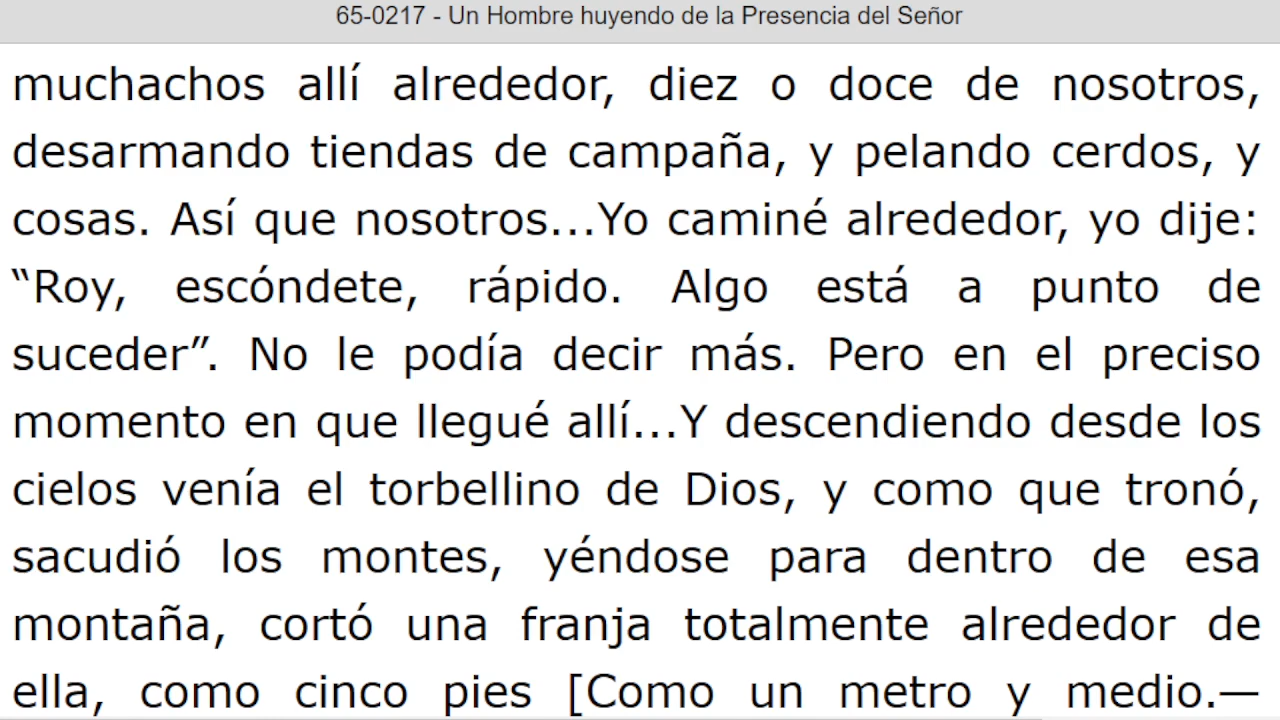 65-0217 - Un Hombre huyendo de la Presencia del Señor
muchachos allí alrededor, diez o doce de nosotros,
desarmando tiendas de campaña, y pelando cerdos, y
cosas. Así que nosotros...Yo caminé alrededor, yo dije:
“Roy, escóndete, rápido. Algo está a punto de
suceder”. No le podía decir más. Pero en el preciso
momento en que llegué allí...Y descendiendo desde los
cielos venía el torbellino de Dios, y como que tronó,
sacudió los montes, yéndose para dentro de esa
montaña, cortó una franja totalmente alrededor de
ella, como cinco pies [Como un metro y medio.—